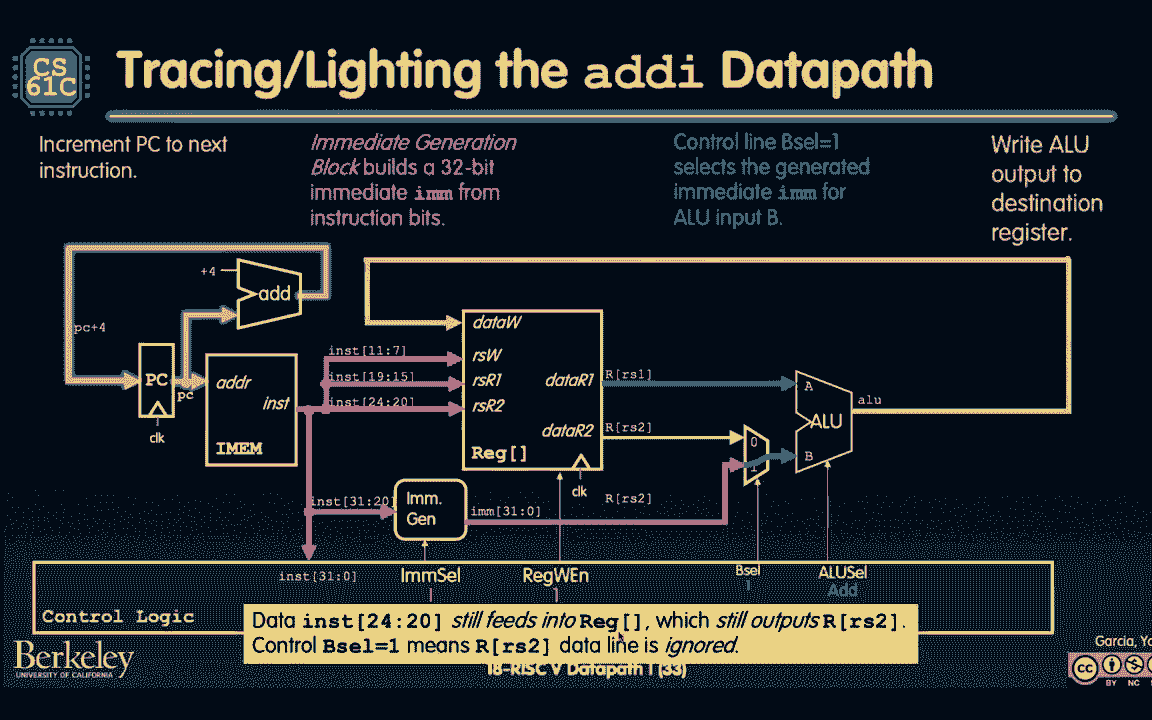 CS
61C
Tracing/Lighting the addi Datapath
Increment PC to next
instruction.
Immediate Generation
Block builds a 32-bit
immediate imm from
instruction bits.
Control line Bsel=1
selects the generated
immediate imm for
ALU input B.
Write ALU
output to
destination
register.
+4
add
pc+4
PC
pc
clk
addr
inst
IMEM
inst[11:7]
inst[19:15]
inst[24:20]
dataW
rsW
rsR1
rsR2
dataR1
dataR2
Reg[]
clk
R[rs1]
R[rs2]
0
1
A
ALU
B
alu
inst[31:20]
Imm.
Gen
imm[31:0]
R[rs2]
inst[31:0]
ImmSel
I
RegWEn
1
Bsel
1
ALUSel
Add
Control Logic
Data inst[24:20] still feeds into Reg[], which still outputs R[rs2].
Control Bsel=1 means R[rs2] data line is ignored.
Berkeley
UNIVERSITY OF CALIFORNIA
18-RISC V Datapath I (33)
Garcia,
cc
BY NC